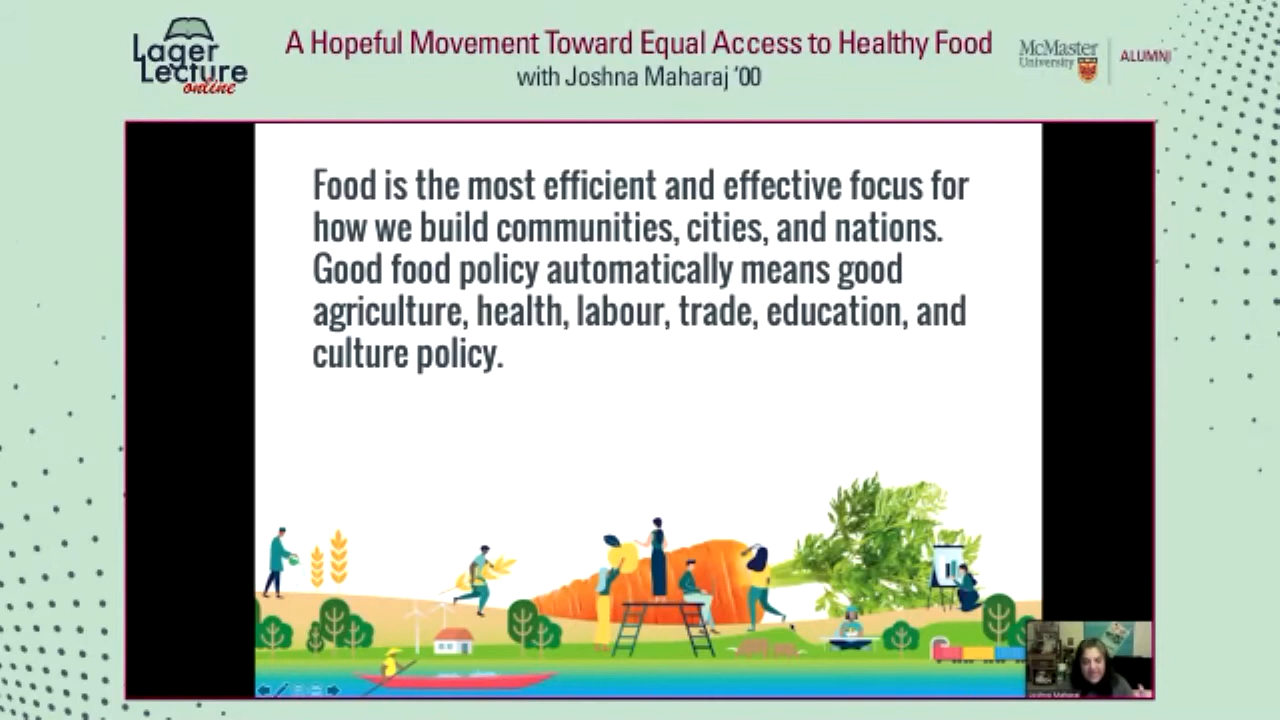 Lager
Lecture
online
A Hopeful Movement Toward Equal Access to Healthy Food
with Joshna Maharaj '00
McMaster
University
ALUMNI
Food is the most efficient and effective focus for
how we build communities, cities, and nations.
Good food policy automatically means good
agriculture, health, labour, trade, education, and
culture policy.
Joshna Maharaj